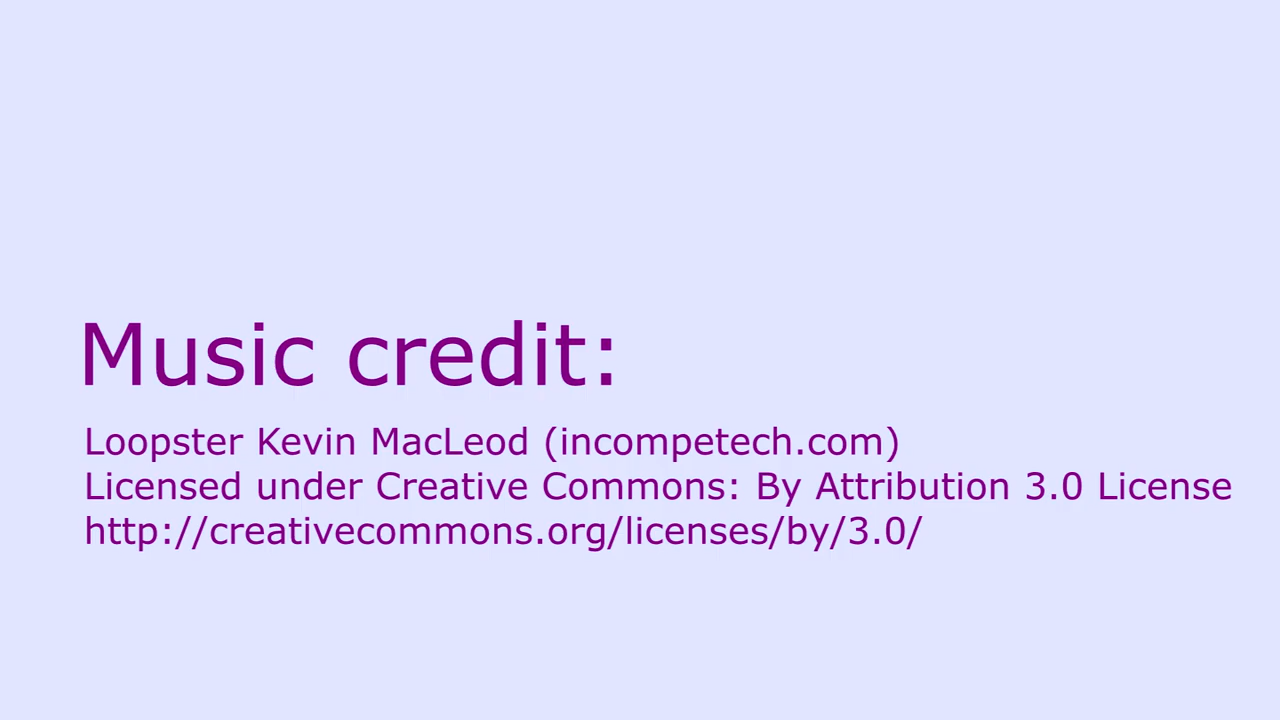 Music credit:
Loopster Kevin MacLeod (incompetech.com)
Licensed under Creative Commons: By Attribution 3.0 License
http://creativecommons.org/licenses/by/3.0/